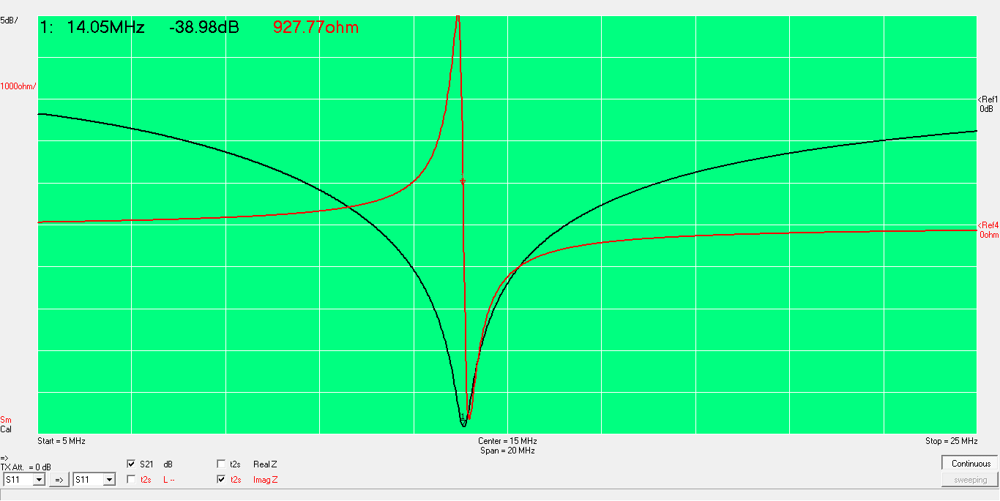 5dB/
1: 14.05MHz -38.98dB 927.77ohm
1000ohm/
<Ref1
0dB
<Ref4
0ohm
1
Sm
Cal
Start = 5 MHz Center = 15 MHz Stop = 25 MHz
Span = 20 MHz
=>
TX Att. = 0 dB
S21 dB t2s Real Z Continuous
S11 => S11 t2s L -- t2s Imag Z sweeping